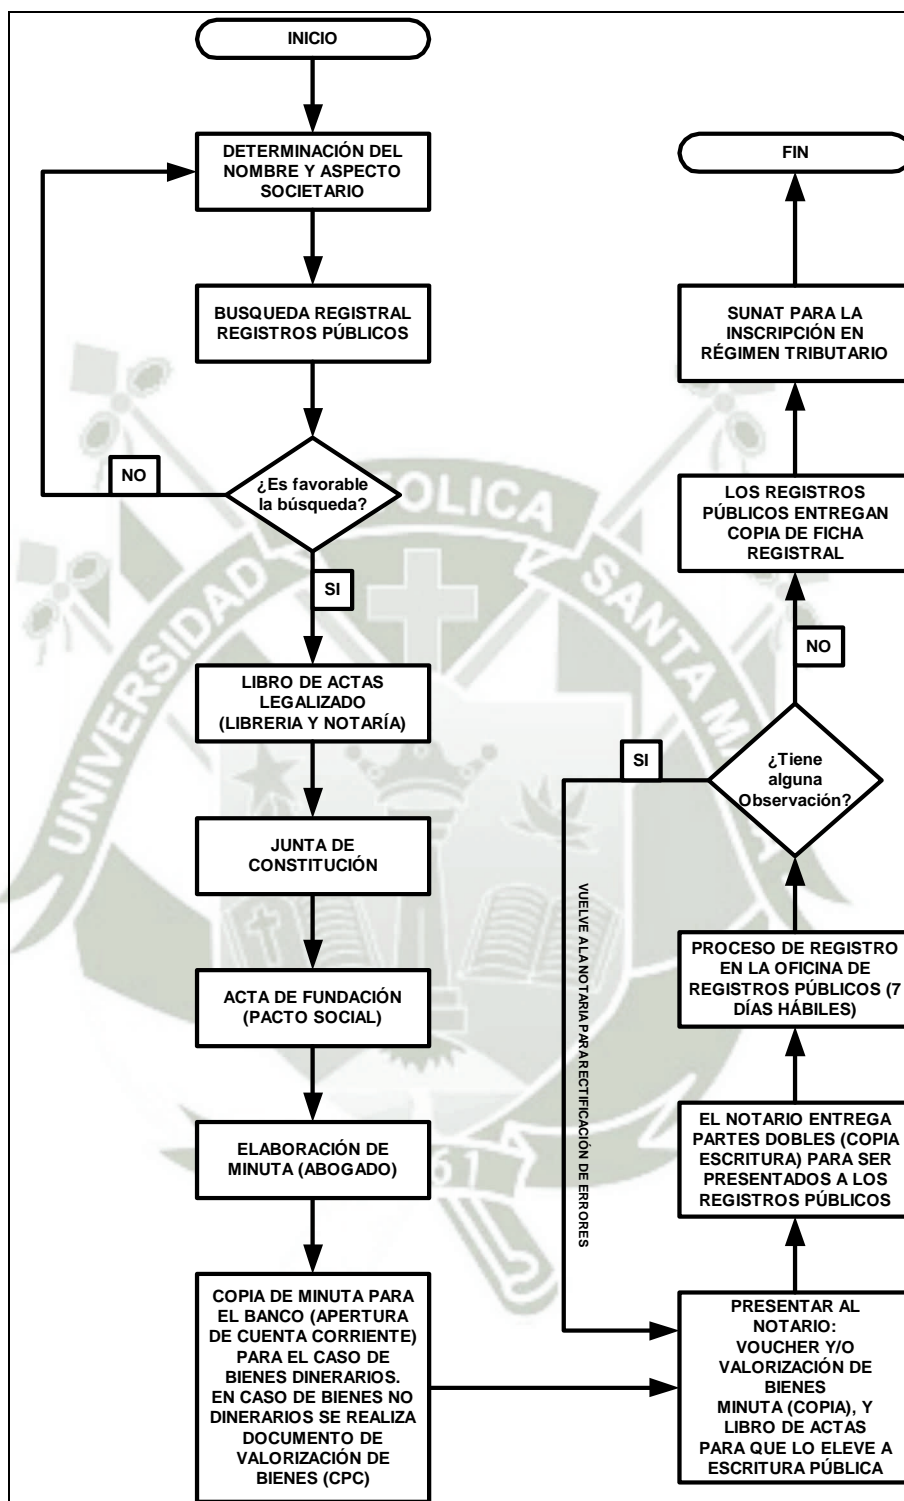 INICIO
DETERMINACIÓN DEL
NOMBRE Y ASPECTO
SOCIETARIO
BUSQUEDA REGISTRAL
REGISTROS PÚBLICOS
¿Es favorable
la búsqueda?
NO
SI
LIBRO DE ACTAS
LEGALIZADO
(LIBRERIA Y NOTARÍA)
JUNTA DE
CONSTITUCIÓN
ACTA DE FUNDACIÓN
(PACTO SOCIAL)
ELABORACIÓN DE
MINUTA (ABOGADO)
COPIA DE MINUTA PARA
EL BANCO (APERTURA
DE CUENTA CORRIENTE)
PARA EL CASO DE
BIENES DINERARIOS.
EN CASO DE BIENES NO
DINERARIOS SE REALIZA
DOCUMENTO DE
VALORIZACIÓN DE
BIENES (CPC)
PRESENTAR AL
NOTARIO:
VOUCHER Y/O
VALORIZACIÓN DE
BIENES
MINUTA (COPIA), Y
LIBRO DE ACTAS
PARA QUE LO ELEVE A
ESCRITURA PÚBLICA
EL NOTARIO ENTREGA
PARTES DOBLES (COPIA
ESCRITURA) PARA SER
PRESENTADOS A LOS
REGISTROS PÚBLICOS
PROCESO DE REGISTRO
EN LA OFICINA DE
REGISTROS PÚBLICOS (7
DÍAS HÁBILES)
¿Tiene
alguna
Observación?
SI
VUELVE A LA NOTARIA PARA RECTIFICACIÓN DE ERRORES
NO
LOS REGISTROS
PÚBLICOS ENTREGAN
COPIA DE FICHA
REGISTRAL
SUNAT PARA LA
INSCRIPCIÓN EN
RÉGIMEN TRIBUTARIO
FIN
UNIVERSIDAD
OLICA
SANTA M
61